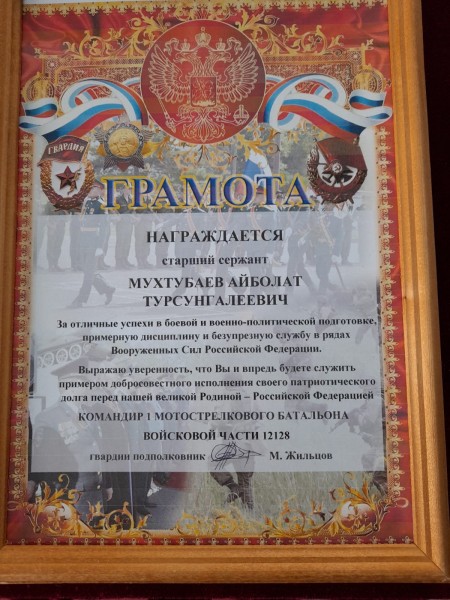 ГВАРДИЯ
ГРАМОТА
НАГРАЖДАЕТСЯ
старший сержант
МУХТУБАЕВ АЙБОЛАТ
ТУРСУНГАЛЕЕВИЧ
За отличные успехи в боевой и военно-политической подготовке,
примерную дисциплину и безупрезную службу в рядах
Вооруженных Сил Российской Федерации.
Выражаю уверенность, что Вы и впредь будете служить
примером добросовестного исполнения своего патриотического
долга перед нашей великой Родиной – Российской Федерацией
КОМАНДИР 1 МОТОСТРЕЛКОВОГО БАТАЛЬОНА
ВОЙСКОВОЙ ЧАСТИ 12128
гвардии подполковник М. Жильцов